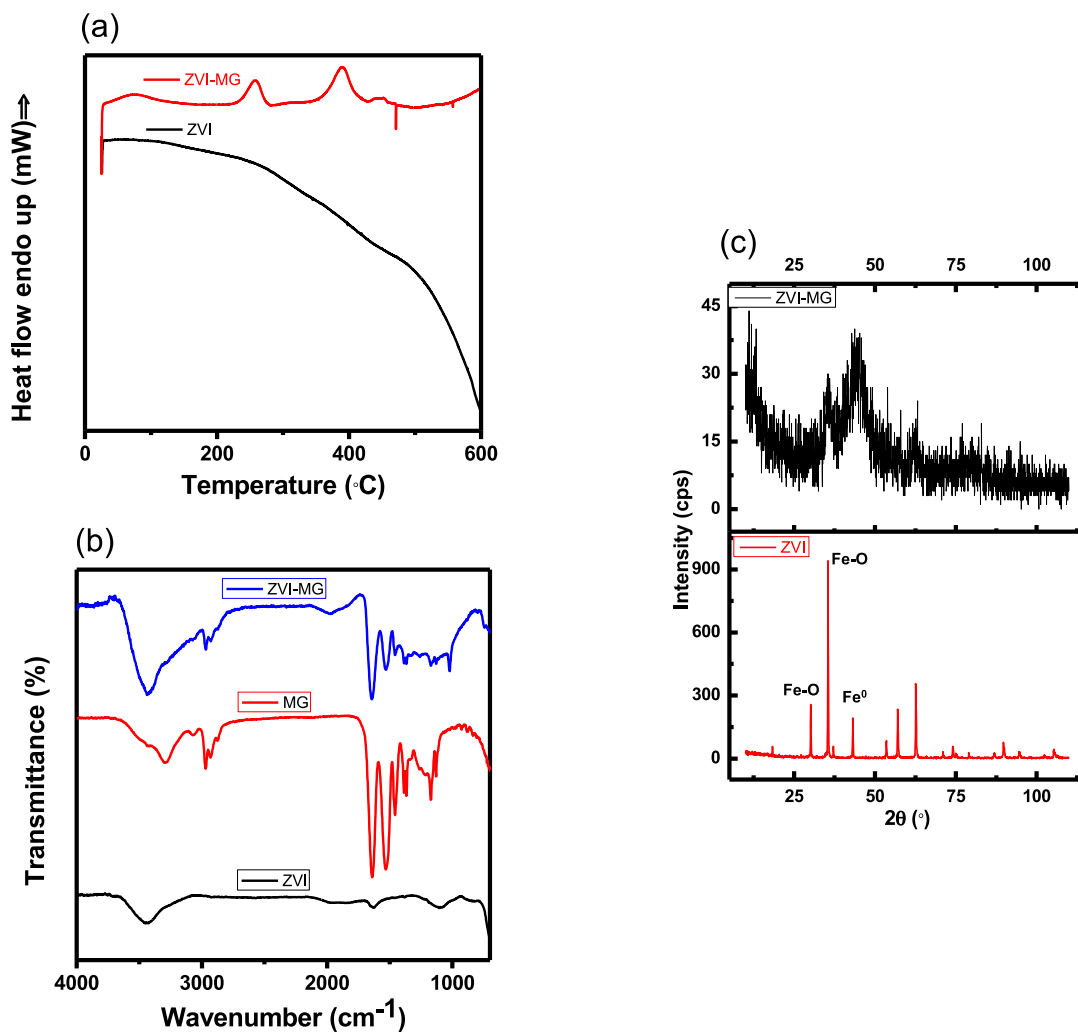 (a)
ZVI-MG
ZVI
Heat flow endo up (mW)⇒
0 200 400 600
Temperature (◦C)
(b)
ZVI-MG
MG
ZVI
Transmittance (%)
4000 3000 2000 1000
Wavenumber (cm⁻¹)
(c)
25 50 75 100
ZVI-MG
45
30
15
0
Intensity (cps)
ZVI
900
600
300
0
Fe-O
Fe-O
Fe⁰
25 50 75 100
2θ (◦)